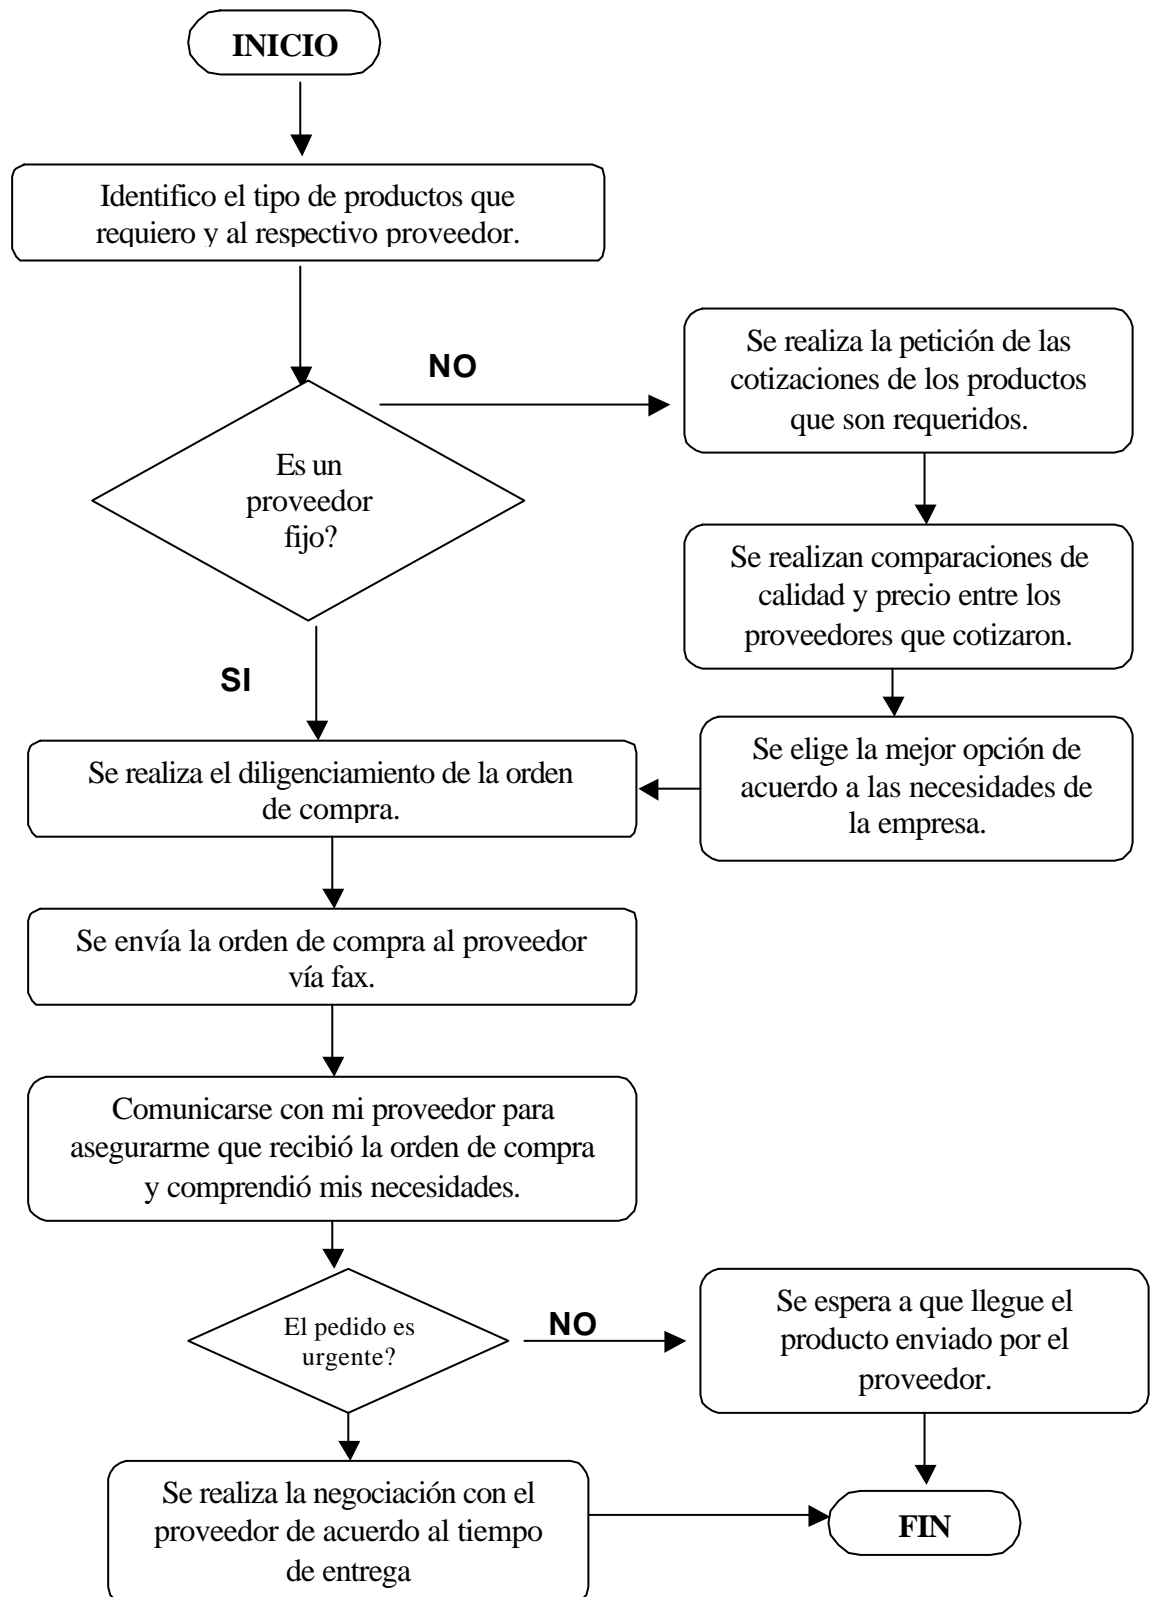 INICIO
Identifico el tipo de productos que
requiero y al respectivo proveedor.
NO
Se realiza la petición de las
cotizaciones de los productos
que son requeridos.
Es un
proveedor
fijo?
Se realizan comparaciones de
calidad y precio entre los
proveedores que cotizaron.
SI
Se elige la mejor opción de
acuerdo a las necesidades de
la empresa.
Se realiza el diligenciamiento de la orden
de compra.
Se envía la orden de compra al proveedor
vía fax.
Comunicarse con mi proveedor para
asegurarme que recibió la orden de compra
y comprendió mis necesidades.
El pedido es
urgente?
NO
Se espera a que llegue el
producto enviado por el
proveedor.
Se realiza la negociación con el
proveedor de acuerdo al tiempo
de entrega
FIN